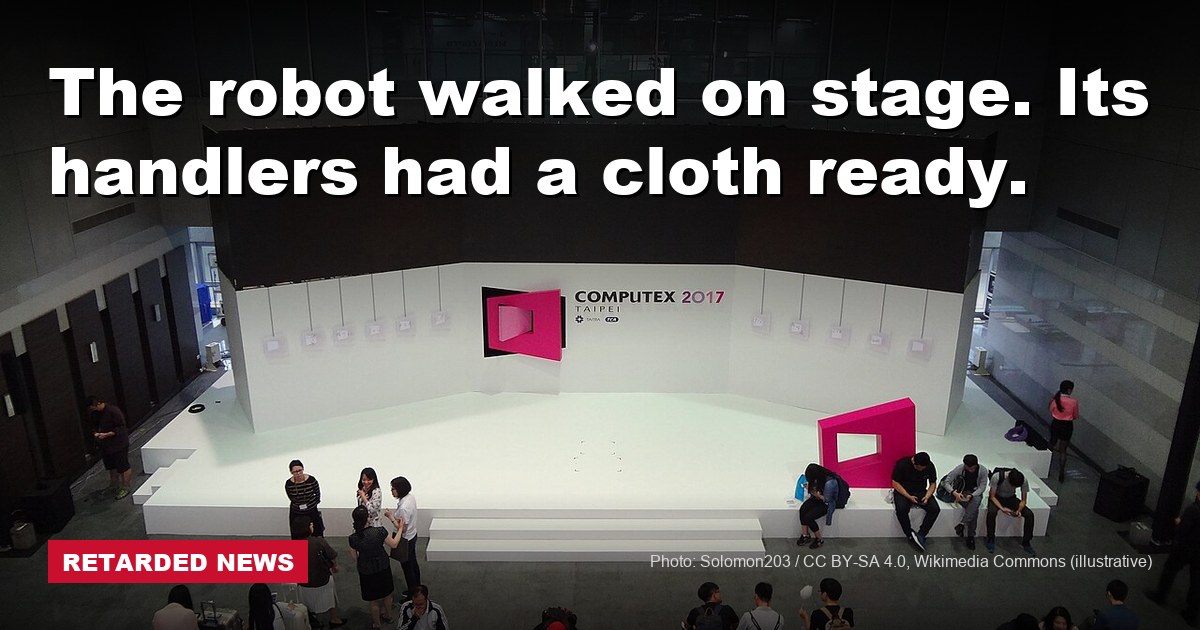 The robot walked on stage. Its
handlers had a cloth ready.
COMPUTEX 2017
TAIPEI
RETARDED NEWS
Photo: Solomon203 / CC BY-SA 4.0, Wikimedia Commons (illustrative)